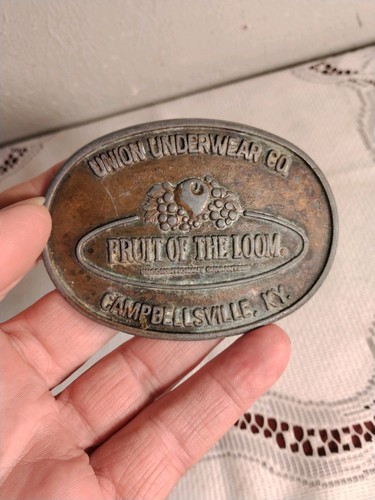 UNION UNDERWEAR CO.
FRUIT OF THE LOOM.
CAMPBELLSVILLE, KY.